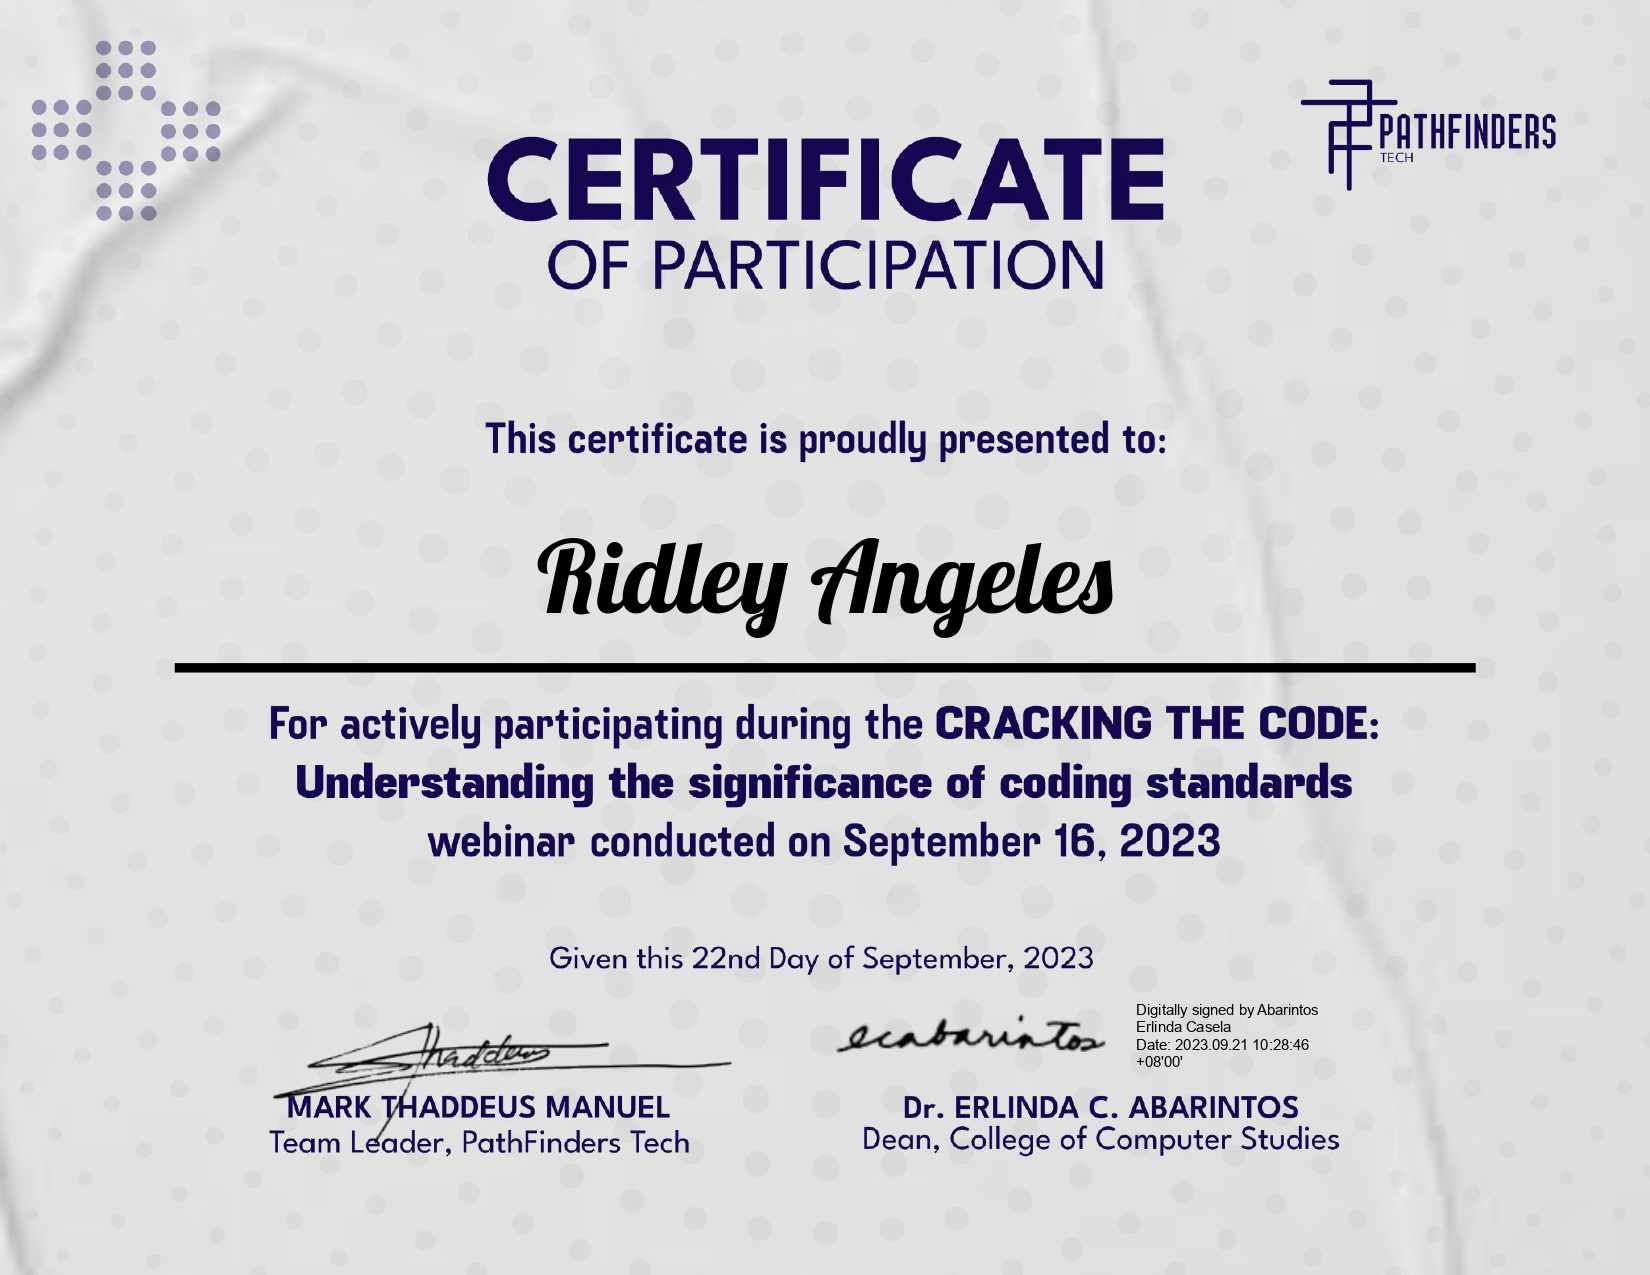 PATHFINDERS
TECH
CERTIFICATE
OF PARTICIPATION
This certificate is proudly presented to:
Ridley Angeles
For actively participating during the CRACKING THE CODE:
Understanding the significance of coding standards
webinar conducted on September 16, 2023
Given this 22nd Day of September, 2023
Thaddeus
MARK THADDEUS MANUEL
Team Leader, PathFinders Tech
ecabarintos
Digitally signed by Abarintos
Erlinda Casela
Date: 2023.09.21 10:28:46
+08'00'
Dr. ERLINDA C. ABARINTOS
Dean, College of Computer Studies